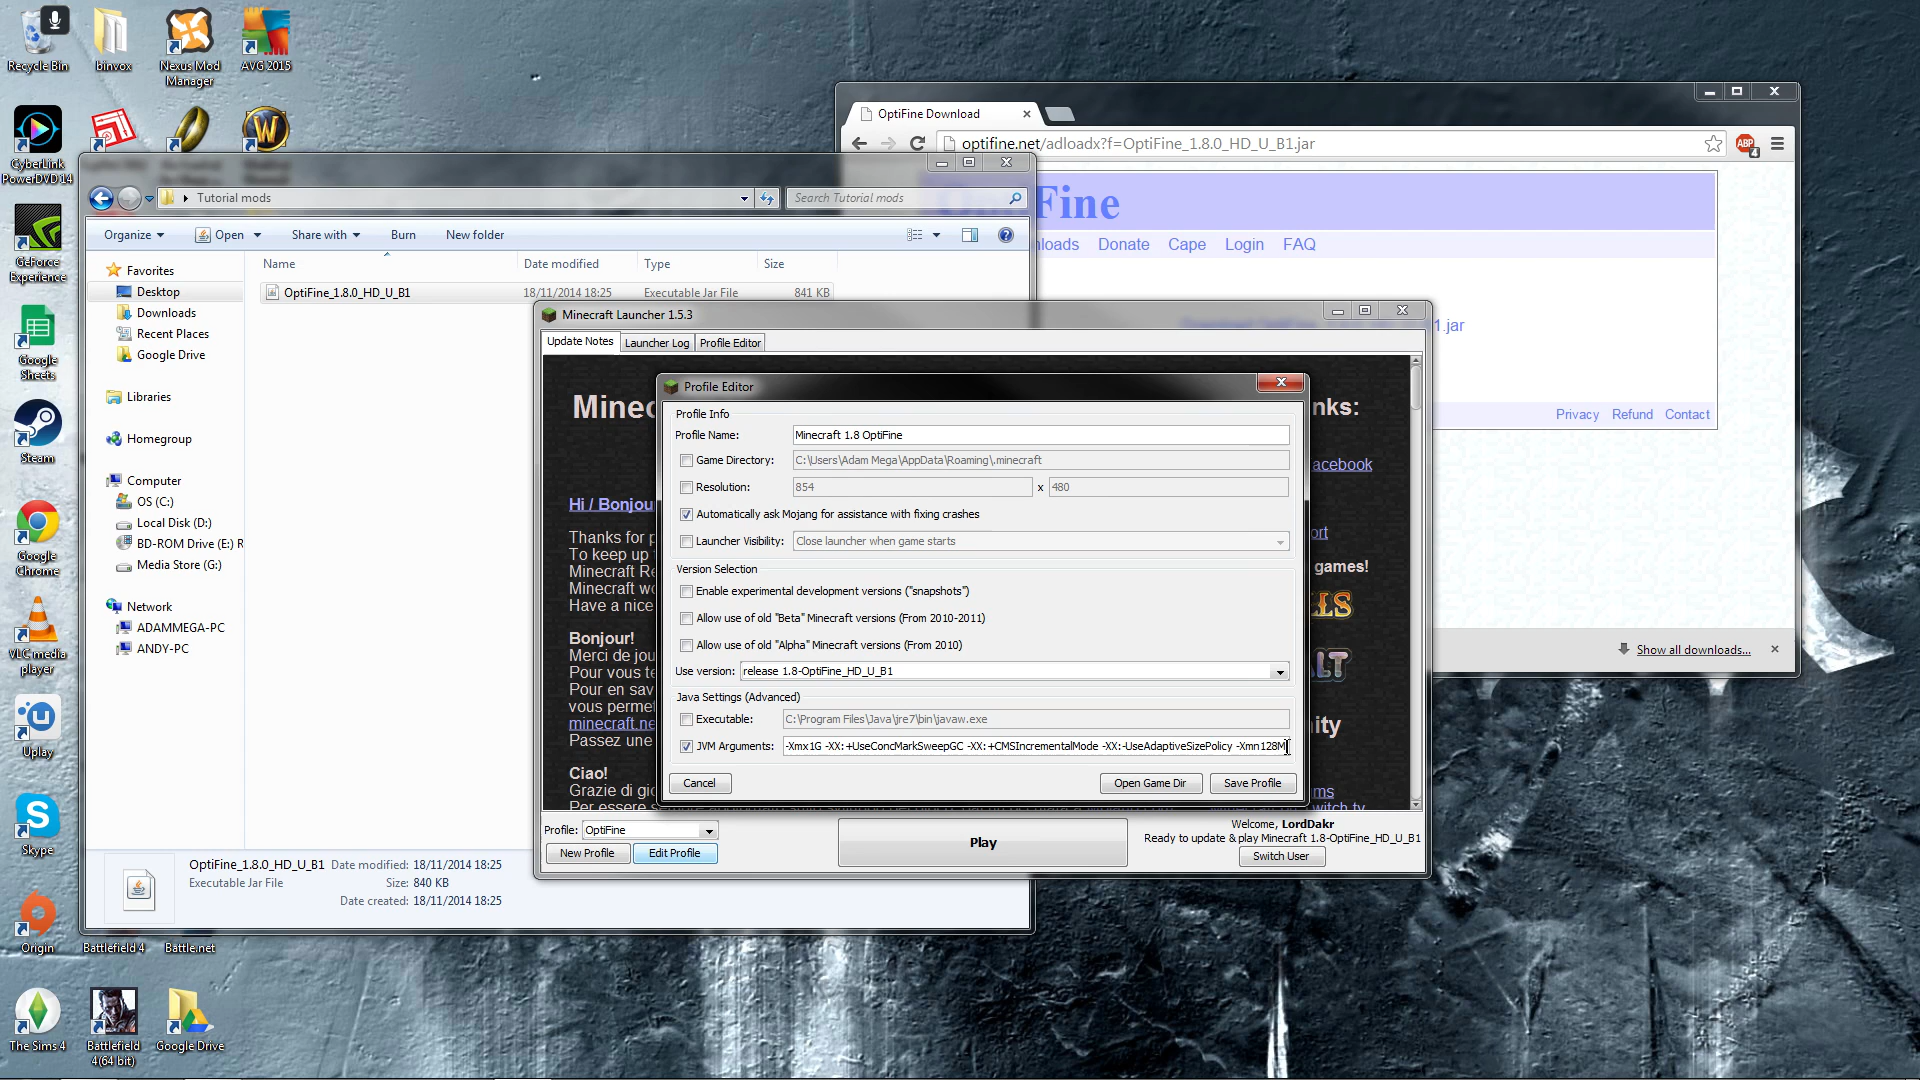 Recycle Bin
binvox
Nexus Mod Manager
AVG 2015
CyberLink PowerDVD 14
GeForce Experience
Google Sheets
Steam
Google Chrome
VLC media player
Uplay
Skype
Origin
Battlefield 4
Battle.net
The Sims 4
Battlefield 4(64 bit)
Google Drive
OptiFine Download
optifine.net/adloadx?f=OptiFine_1.8.0_HD_U_B1.jar
ABP
4
Fine
nloads Donate Cape Login FAQ
1.jar
Privacy Refund Contact
Show all downloads...
Tutorial mods
Search Tutorial mods
Organize Open Share with Burn New folder
Name Date modified Type Size
OptiFine_1.8.0_HD_U_B1 18/11/2014 18:25 Executable Jar File 841 KB
Favorites
Desktop
Downloads
Recent Places
Google Drive
Libraries
Homegroup
Computer
OS (C:)
Local Disk (D:)
BD-ROM Drive (E:) R
Media Store (G:)
Network
ADAMMEGA-PC
ANDY-PC
OptiFine_1.8.0_HD_U_B1 Date modified: 18/11/2014 18:25
Executable Jar File Size: 840 KB
Date created: 18/11/2014 18:25
Minecraft Launcher 1.5.3
Update Notes Launcher Log Profile Editor
Minec
nks:
Hi / Bonjou
acebook
Thanks for p
To keep up
Minecraft Re
Minecraft wo
Have a nice
ort
games!
Bonjour!
Merci de jou
Pour vous te
Pour en sav
vous permet
minecraft.ne
Passez une
nity
Ciao!
Grazie di gio
Per essere
ms
witch.tv
Profile Editor
Profile Info
Profile Name: Minecraft 1.8 OptiFine
Game Directory: C:\Users\Adam Mega\AppData\Roaming\.minecraft
Resolution: 854 x 480
Automatically ask Mojang for assistance with fixing crashes
Launcher Visibility: Close launcher when game starts
Version Selection
Enable experimental development versions ("snapshots")
Allow use of old "Beta" Minecraft versions (From 2010-2011)
Allow use of old "Alpha" Minecraft versions (From 2010)
Use version: release 1.8-OptiFine_HD_U_B1
Java Settings (Advanced)
Executable: C:\Program Files\Java\jre7\bin\javaw.exe
JVM Arguments: -Xmx1G -XX:+UseConcMarkSweepGC -XX:+CMSIncrementalMode -XX:-UseAdaptiveSizePolicy -Xmn128M
Cancel Open Game Dir Save Profile
Profile: OptiFine
New Profile Edit Profile
Play
Welcome, LordDakr
Ready to update & play Minecraft 1.8-OptiFine_HD_U_B1
Switch User